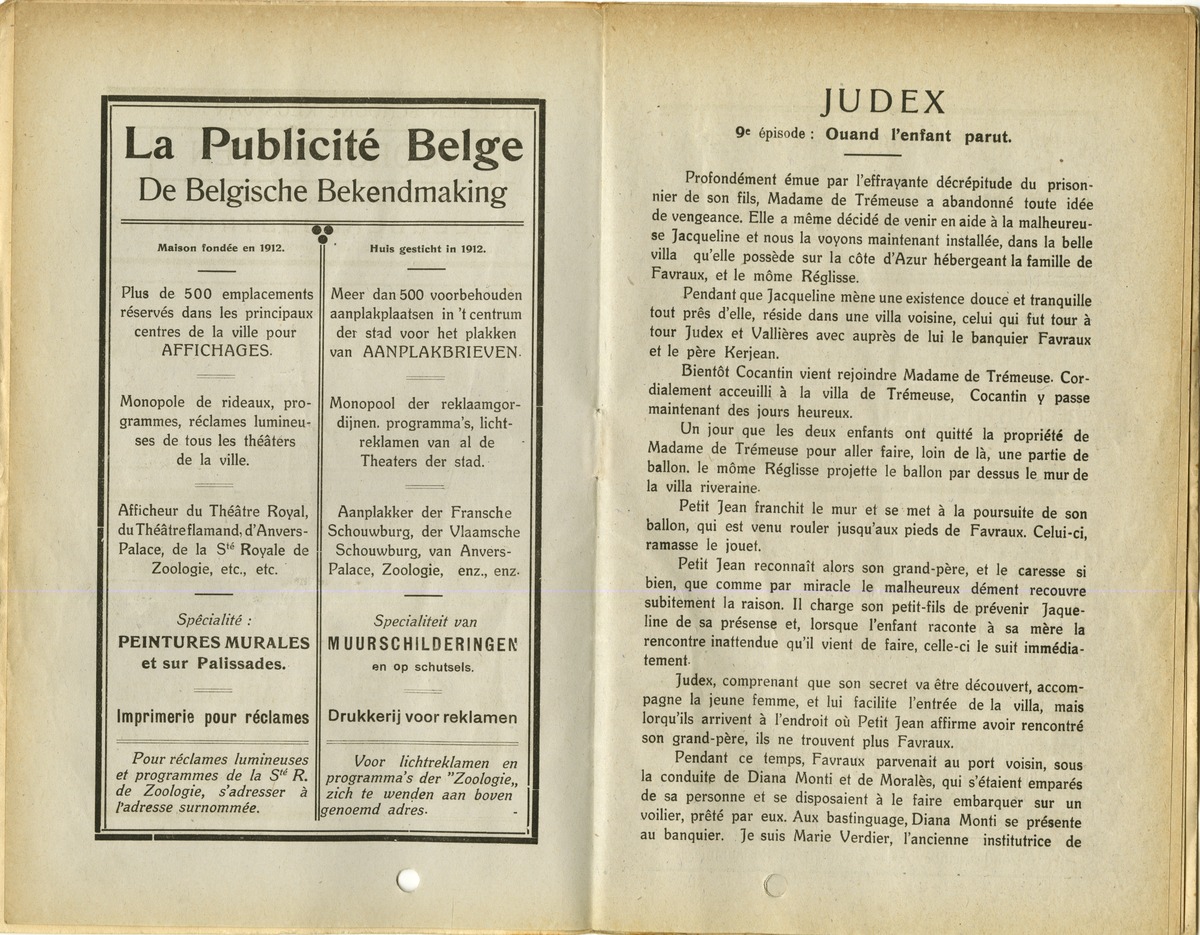 La Publicité Belge
De Belgische Bekendmaking
Maison fondée en 1912.
Plus de 500 emplacements
réservés dans les principaux
centres de la ville pour
AFFICHAGES.
Monopole de rideaux, pro-
grammes, réclames lumineu-
ses de tous les théâters
de la ville.
Afficheur du Théâtre Royal,
du Théâtre flamand, d'Anvers-
Palace, de la Sté Royale de
Zoologie, etc., etc.
Spécialité :
PEINTURES MURALES
et sur Palissades.
Imprimerie pour réclames
Pour réclames lumineuses
et programmes de la Sté R.
de Zoologie, s'adresser à
l'adresse surnommée.
Huis gesticht in 1912.
Meer dan 500 voorbehouden
aanplakplaatsen in 't centrum
der stad voor het plakken
van AANPLAKBRIEVEN.
Monopool der reklaamgor-
dijnen. programma's, licht-
reklamen van al de
Theaters der stad.
Aanplakker der Fransche
Schouwburg, der Vlaamsche
Schouwburg, van Anvers-
Palace, Zoologie, enz., enz.
Specialiteit van
MUURSCHILDERINGEN
en op schutsels.
Drukkerij voor reklamen
Voor lichtreklamen en
programma's der "Zoologie„
zich te wenden aan boven
genoemd adres.
JUDEX
9e épisode : Ouand l'enfant parut.
Profondément émue par l'effrayante décrépitude du prison-
nier de son fils, Madame de Trémeuse a abandonné toute idée
de vengeance. Elle a même décidé de venir en aide à la malheureu-
se Jacqueline et nous la voyons maintenant installée, dans la belle
villa qu'elle possède sur la côte d'Azur hébergeant la famille de
Favraux, et le môme Réglisse.
Pendant que Jacqueline mène une existence douce et tranquille
tout prês d'elle, réside dans une villa voisine, celui qui fut tour à
tour Judex et Vallières avec auprès de lui le banquier Favraux
et le père Kerjean.
Bientôt Cocantin vient rejoindre Madame de Trémeuse. Cor-
dialement acceuilli à la villa de Trémeuse, Cocantin y passe
maintenant des jours heureux.
Un jour que les deux enfants ont quitté la propriété de
Madame de Trémeuse pour aller faire, loin de là, une partie de
ballon. le môme Réglisse projette le ballon par dessus le mur de
la villa riveraine.
Petit Jean franchit le mur et se met à la poursuite de son
ballon, qui est venu rouler jusqu'aux pieds de Favraux. Celui-ci,
ramasse le jouet.
Petit Jean reconnaît alors son grand-père, et le caresse si
bien, que comme par miracle le malheureux dément recouvre
subitement la raison. Il charge son petit-fils de prévenir Jaque-
line de sa présense et, lorsque l'enfant raconte à sa mère la
rencontre inattendue qu'il vient de faire, celle-ci le suit immédia-
tement.
Judex, comprenant que son secret va être découvert, accom-
pagne la jeune femme, et lui facilite l'entrée de la villa, mais
lorqu'ils arrivent à l'endroit où Petit Jean affirme avoir rencontré
son grand-père, ils ne trouvent plus Favraux.
Pendant ce temps, Favraux parvenait au port voisin, sous
la conduite de Diana Monti et de Moralès, qui s'étaient emparés
de sa personne et se disposaient à le faire embarquer sur un
voilier, prêté par eux. Aux bastinguage, Diana Monti se présente
au banquier. Je suis Marie Verdier, l'ancienne institutrice de